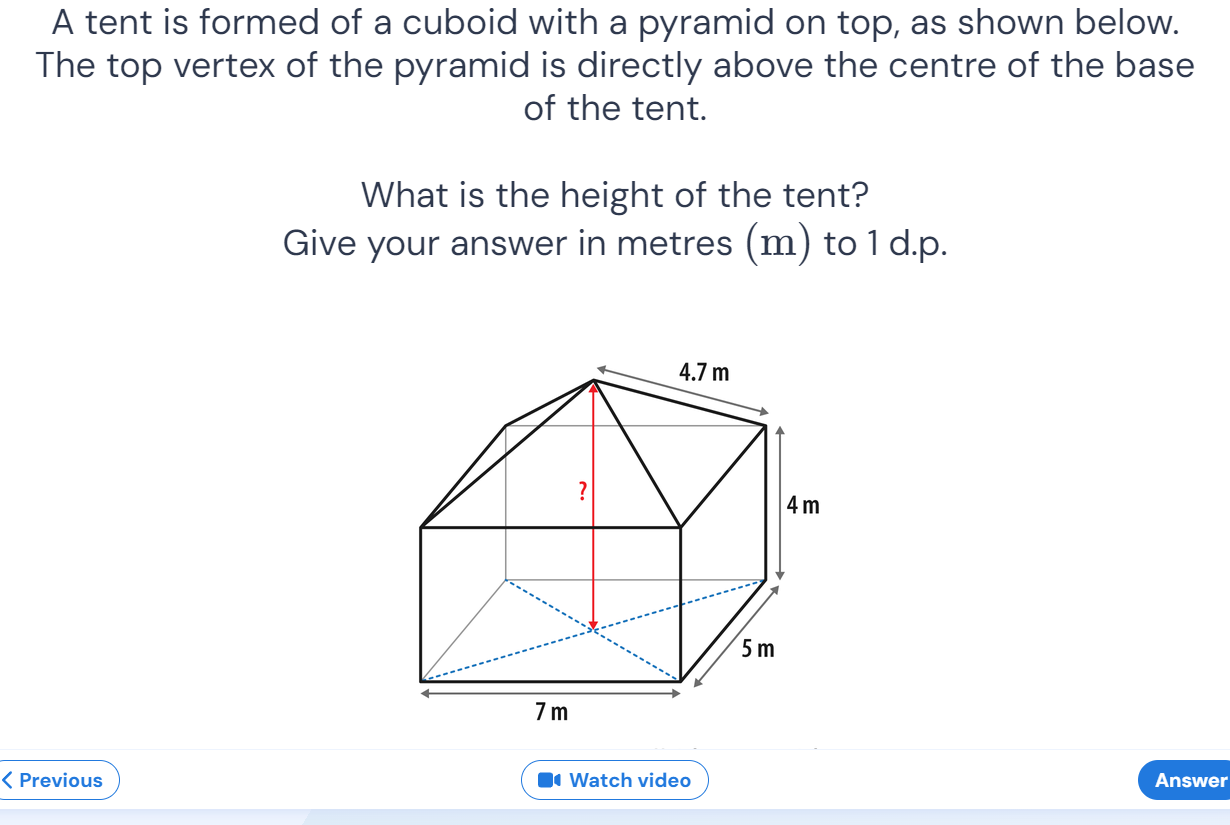 A tent is formed of a cuboid with a pyramid on top, as shown below.
The top vertex of the pyramid is directly above the centre of the base
of the tent.
What is the height of the tent?
Give your answer in metres (m) to 1 d.p.
4.7 m
?
4 m
5 m
7 m
Previous
Watch video
Answer